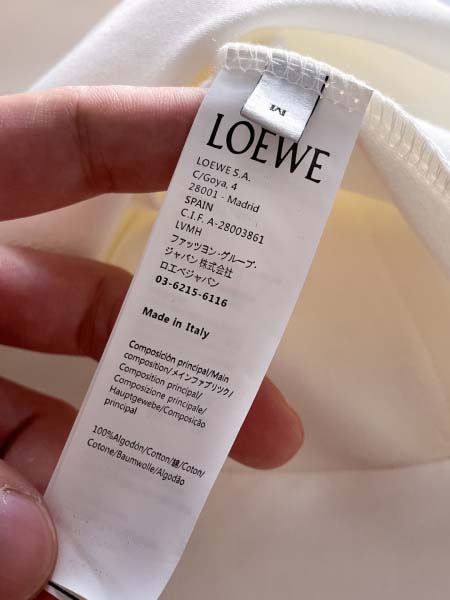 M
LOEWE
LOEWE S.A.
C/Goya, 4
28001 - Madrid
SPAIN
C.I.F. A-28003861
LVMH
ファッツヨン・グループ・
ジャパン 株式会社
ロエベジャパン
03-6215-6116
Made in Italy
Composición principal/Main
composition/メインファブリック/
Composition principal/
Composizione principale/
Hauptgewebe/Composição
principal
100%Algodón/Cotton/綿/Coton/
Cotone/Baumwolle/Algodão